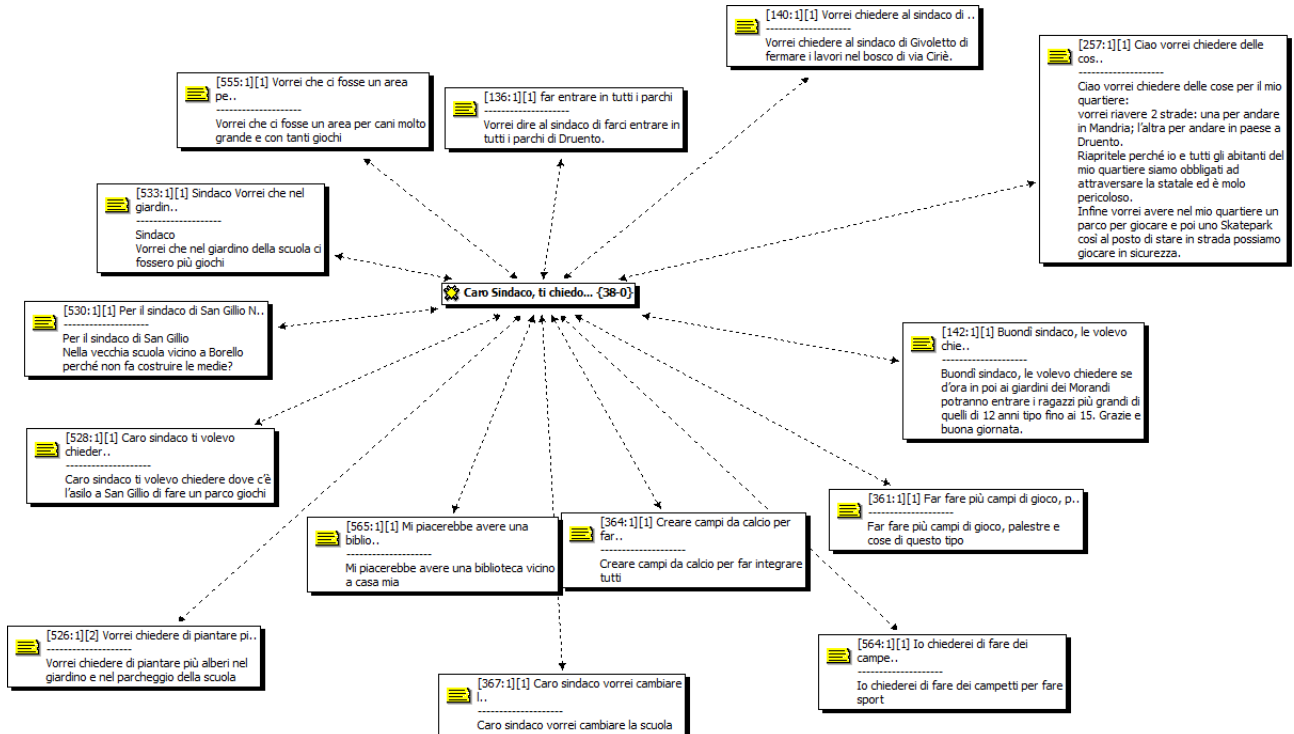 [140:1][1] Vorrei chiedere al sindaco di ..
--------------------
Vorrei chiedere al sindaco di Givoletto di
fermare i lavori nel bosco di via Ciriè.
[257:1][1] Ciao vorrei chiedere delle
cos..
--------------------
Ciao vorrei chiedere delle cose per il mio
quartiere:
vorrei riavere 2 strade: una per andare
in Mandria; l'altra per andare in paese a
Druento.
Riapritele perché io e tutti gli abitanti del
mio quartiere siamo obbligati ad
attraversare la statale ed è molo
pericoloso.
Infine vorrei avere nel mio quartiere un
parco per giocare e poi uno Skatepark
così al posto di stare in strada possiamo
giocare in sicurezza.
[555:1][1] Vorrei che ci fosse un area
pe..
--------------------
Vorrei che ci fosse un area per cani molto
grande e con tanti giochi
[136:1][1] far entrare in tutti i parchi
--------------------
Vorrei dire al sindaco di farci entrare in
tutti i parchi di Druento.
[533:1][1] Sindaco Vorrei che nel
giardin..
--------------------
Sindaco
Vorrei che nel giardino della scuola ci
fossero più giochi
Caro Sindaco, ti chiedo... {38-0}
[530:1][1] Per il sindaco di San Gillio N..
--------------------
Per il sindaco di San Gillio
Nella vecchia scuola vicino a Borello
perché non fa costruire le medie?
[142:1][1] Buondì sindaco, le volevo
chie..
--------------------
Buondì sindaco, le volevo chiedere se
d'ora in poi ai giardini dei Morandi
potranno entrare i ragazzi più grandi di
quelli di 12 anni tipo fino ai 15. Grazie e
buona giornata.
[528:1][1] Caro sindaco ti volevo
chieder..
--------------------
Caro sindaco ti volevo chiedere dove c'è
l'asilo a San Gillio di fare un parco giochi
[361:1][1] Far fare più campi di gioco, p..
--------------------
Far fare più campi di gioco, palestre e
cose di questo tipo
[565:1][1] Mi piacerebbe avere una
biblio..
--------------------
Mi piacerebbe avere una biblioteca vicino
a casa mia
[364:1][1] Creare campi da calcio per
far..
--------------------
Creare campi da calcio per far integrare
tutti
[526:1][2] Vorrei chiedere di piantare pi..
--------------------
Vorrei chiedere di piantare più alberi nel
giardino e nel parcheggio della scuola
[564:1][1] Io chiederei di fare dei
campe..
--------------------
Io chiederei di fare dei campetti per fare
sport
[367:1][1] Caro sindaco vorrei cambiare
l..
--------------------
Caro sindaco vorrei cambiare la scuola